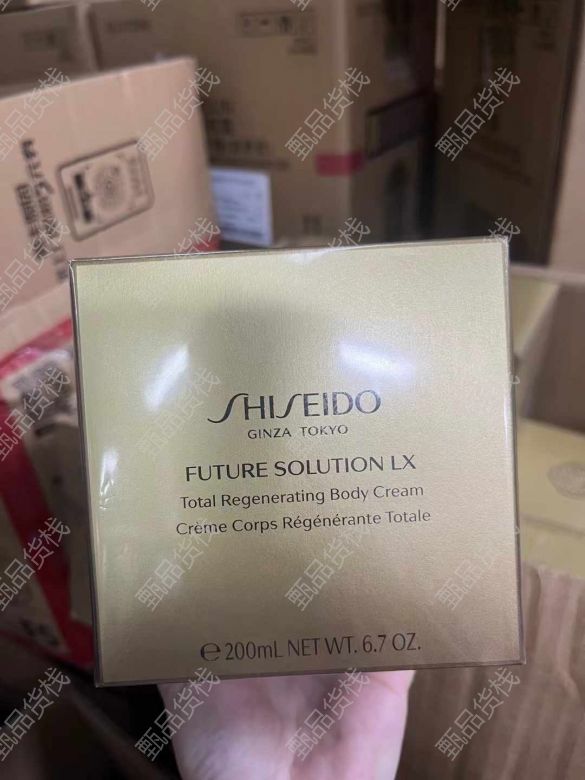 SHISEIDO
GINZA TOKYO
FUTURE SOLUTION LX
Total Regenerating Body Cream
Crème Corps Régénérante Totale
℮200mL NET WT. 6.7 OZ.
甄品货栈